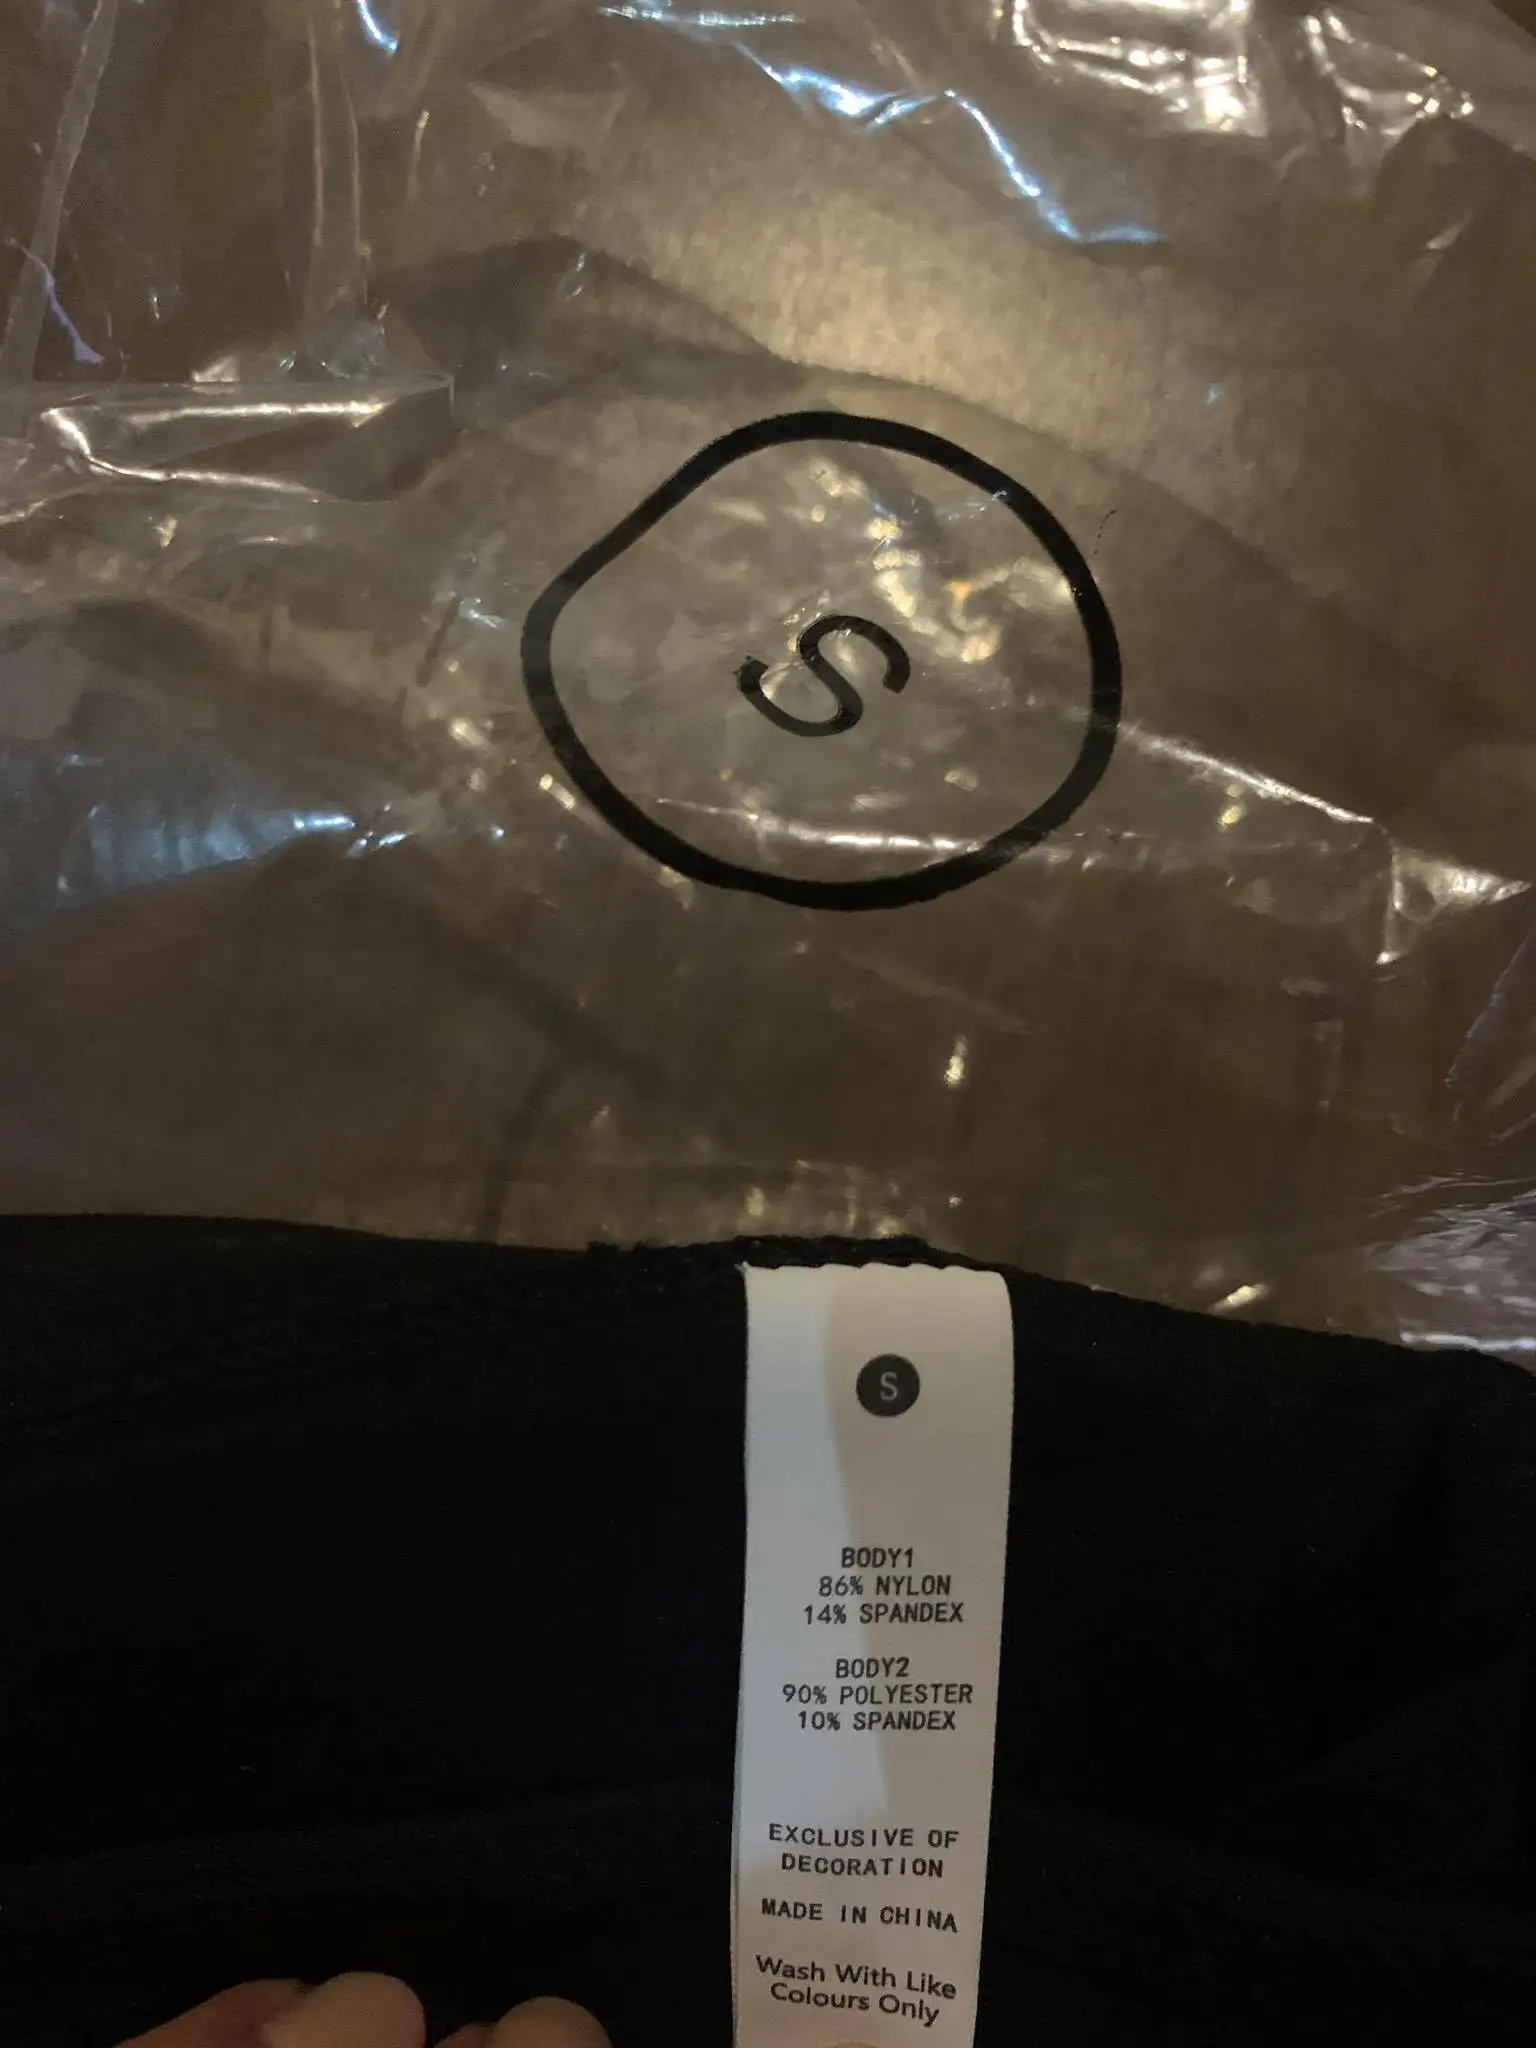 S
S
BODY1
86% NYLON
14% SPANDEX
BODY2
90% POLYESTER
10% SPANDEX
EXCLUSIVE OF
DECORATION
MADE IN CHINA
Wash With Like
Colours Only